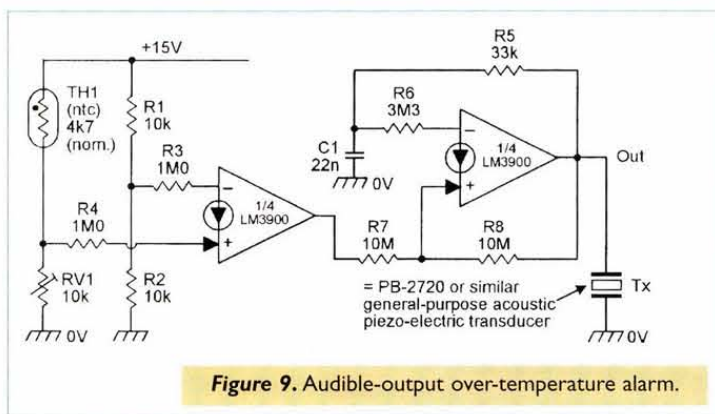 +15V
TH1
(ntc)
4k7
(nom.)
R1
10k
R3
1M0
R4
1M0
RV1
10k
R2
10k
0V
–
+
1/4
LM3900
R5
33k
R6
3M3
C1
22n
0V
–
+
1/4
LM3900
Out
R7
10M
R8
10M
= PB-2720 or similar
general-purpose acoustic
piezo-electric transducer
Tx
0V
Figure 9. Audible-output over-temperature alarm.